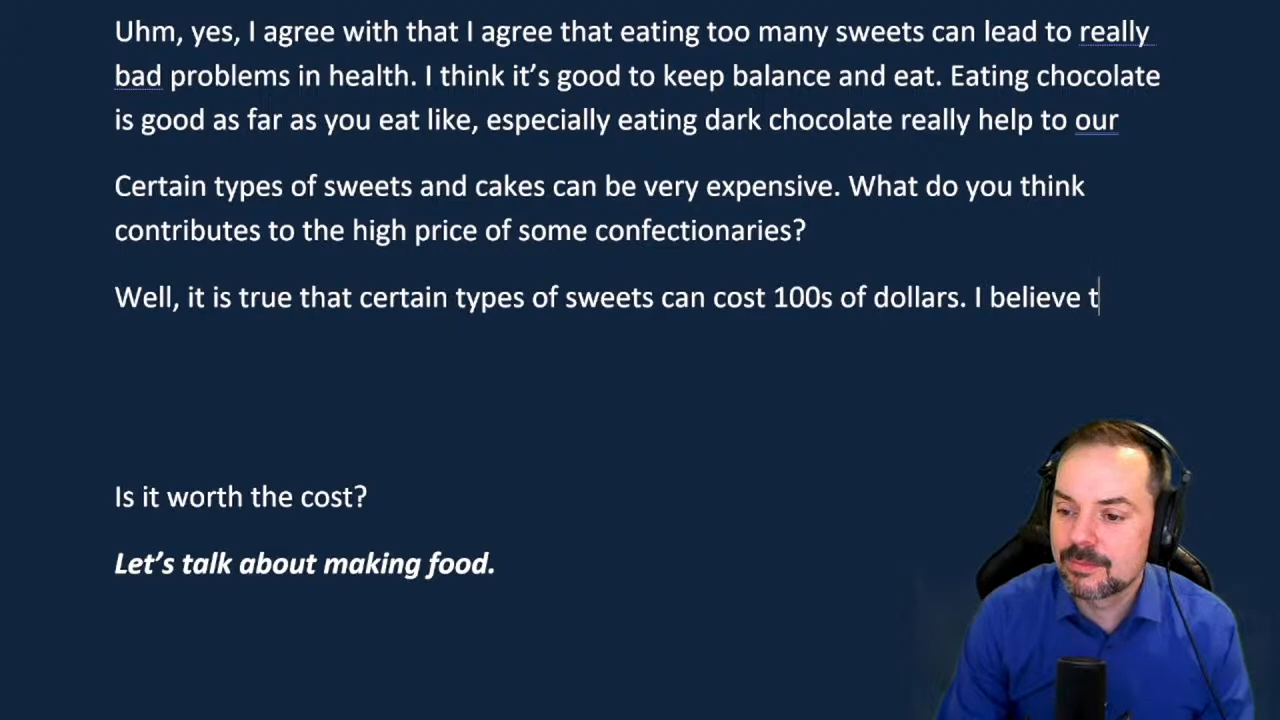 Uhm, yes, I agree with that I agree that eating too many sweets can lead to really
bad problems in health. I think it’s good to keep balance and eat. Eating chocolate
is good as far as you eat like, especially eating dark chocolate really help to our
Certain types of sweets and cakes can be very expensive. What do you think
contributes to the high price of some confectionaries?
Well, it is true that certain types of sweets can cost 100s of dollars. I believe t
Is it worth the cost?
Let’s talk about making food.